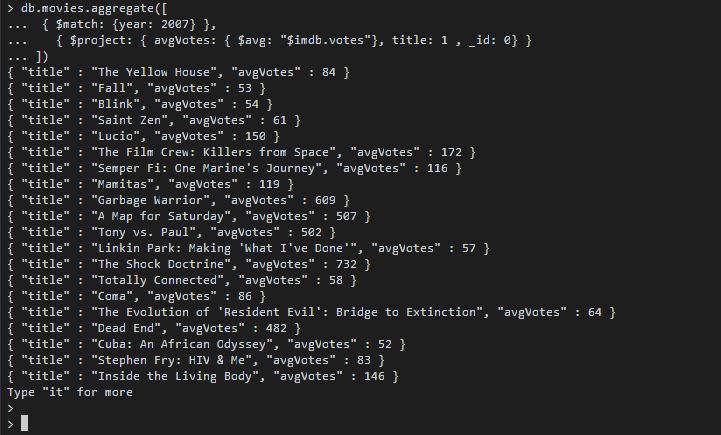 > db.movies.aggregate([
... { $match: {year: 2007} },
... { $project: { avgVotes: { $avg: "$imdb.votes"}, title: 1 , _id: 0} }
... ])
{ "title" : "The Yellow House", "avgVotes" : 84 }
{ "title" : "Fall", "avgVotes" : 53 }
{ "title" : "Blink", "avgVotes" : 54 }
{ "title" : "Saint Zen", "avgVotes" : 61 }
{ "title" : "Lucio", "avgVotes" : 150 }
{ "title" : "The Film Crew: Killers from Space", "avgVotes" : 172 }
{ "title" : "Semper Fi: One Marine's Journey", "avgVotes" : 116 }
{ "title" : "Mamitas", "avgVotes" : 119 }
{ "title" : "Garbage Warrior", "avgVotes" : 609 }
{ "title" : "A Map for Saturday", "avgVotes" : 507 }
{ "title" : "Tony vs. Paul", "avgVotes" : 502 }
{ "title" : "Linkin Park: Making 'What I've Done'", "avgVotes" : 57 }
{ "title" : "The Shock Doctrine", "avgVotes" : 732 }
{ "title" : "Totally Connected", "avgVotes" : 58 }
{ "title" : "Coma", "avgVotes" : 86 }
{ "title" : "The Evolution of 'Resident Evil': Bridge to Extinction", "avgVotes" : 64 }
{ "title" : "Dead End", "avgVotes" : 482 }
{ "title" : "Cuba: An African Odyssey", "avgVotes" : 52 }
{ "title" : "Stephen Fry: HIV & Me", "avgVotes" : 83 }
{ "title" : "Inside the Living Body", "avgVotes" : 146 }
Type "it" for more
>
>